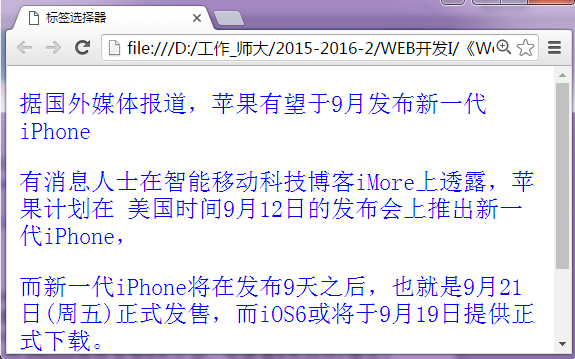 标签选择器
file:///D:/工作_师大/2015-2016-2/WEB开发I/《We
据国外媒体报道，苹果有望于9月发布新一代
iPhone
有消息人士在智能移动科技博客iMore上透露，苹
果计划在 美国时间9月12日的发布会上推出新一
代iPhone，
而新一代iPhone将在发布9天之后，也就是9月21
日(周五)正式发售，而iOS6或将于9月19日提供正
式下载。